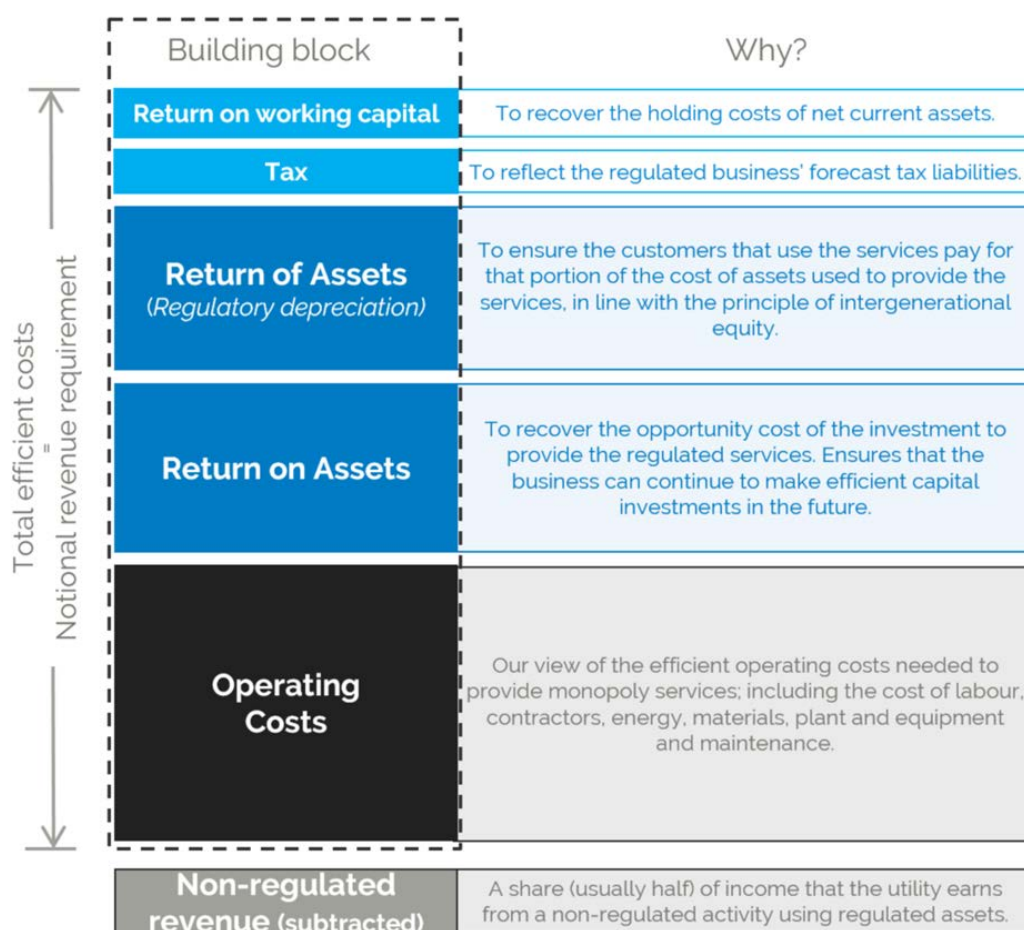 Building block
Why?
Return on working capital
To recover the holding costs of net current assets.
Tax
To reflect the regulated business' forecast tax liabilities.
Return of Assets
(Regulatory depreciation)
To ensure the customers that use the services pay for
that portion of the cost of assets used to provide the
services, in line with the principle of intergenerational
equity.
Return on Assets
To recover the opportunity cost of the investment to
provide the regulated services. Ensures that the
business can continue to make efficient capital
investments in the future.
Operating
Costs
Our view of the efficient operating costs needed to
provide monopoly services; including the cost of labour,
contractors, energy, materials, plant and equipment
and maintenance.
Non-regulated
revenue (subtracted)
A share (usually half) of income that the utility earns
from a non-regulated activity using regulated assets.
Total efficient costs
=
Notional revenue requirement